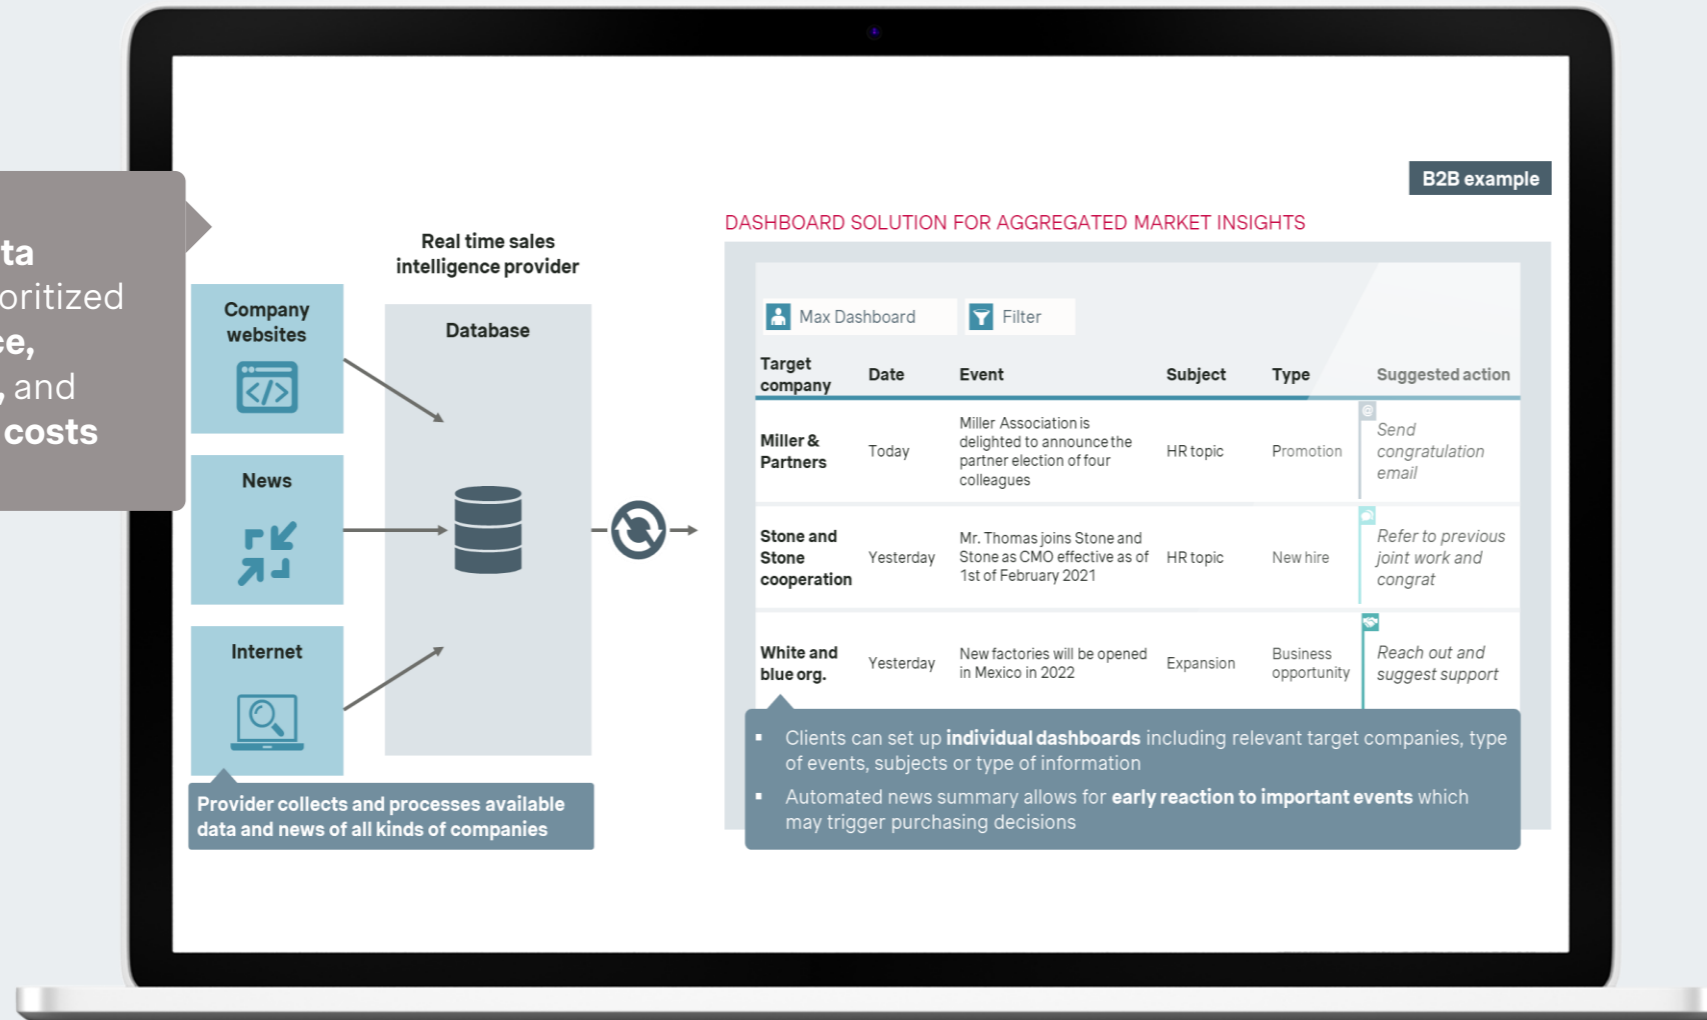 B2B example
ta
oritized
ce,
, and
costs
DASHBOARD SOLUTION FOR AGGREGATED MARKET INSIGHTS
Real time sales
intelligence provider
Company
websites
</>
News
Internet
Database
Provider collects and processes available
data and news of all kinds of companies
Max Dashboard
Filter
Target
company
Date
Event
Subject
Type
Suggested action
Miller &
Partners
Today
Miller Association is
delighted to announce the
partner election of four
colleagues
HR topic
Promotion
@
Send
congratulation
email
Stone and
Stone
cooperation
Yesterday
Mr. Thomas joins Stone and
Stone as CMO effective as of
1st of February 2021
HR topic
New hire
Refer to previous
joint work and
congrat
White and
blue org.
Yesterday
New factories will be opened
in Mexico in 2022
Expansion
Business
opportunity
Reach out and
suggest support
▪ Clients can set up individual dashboards including relevant target companies, type
of events, subjects or type of information
▪ Automated news summary allows for early reaction to important events which
may trigger purchasing decisions